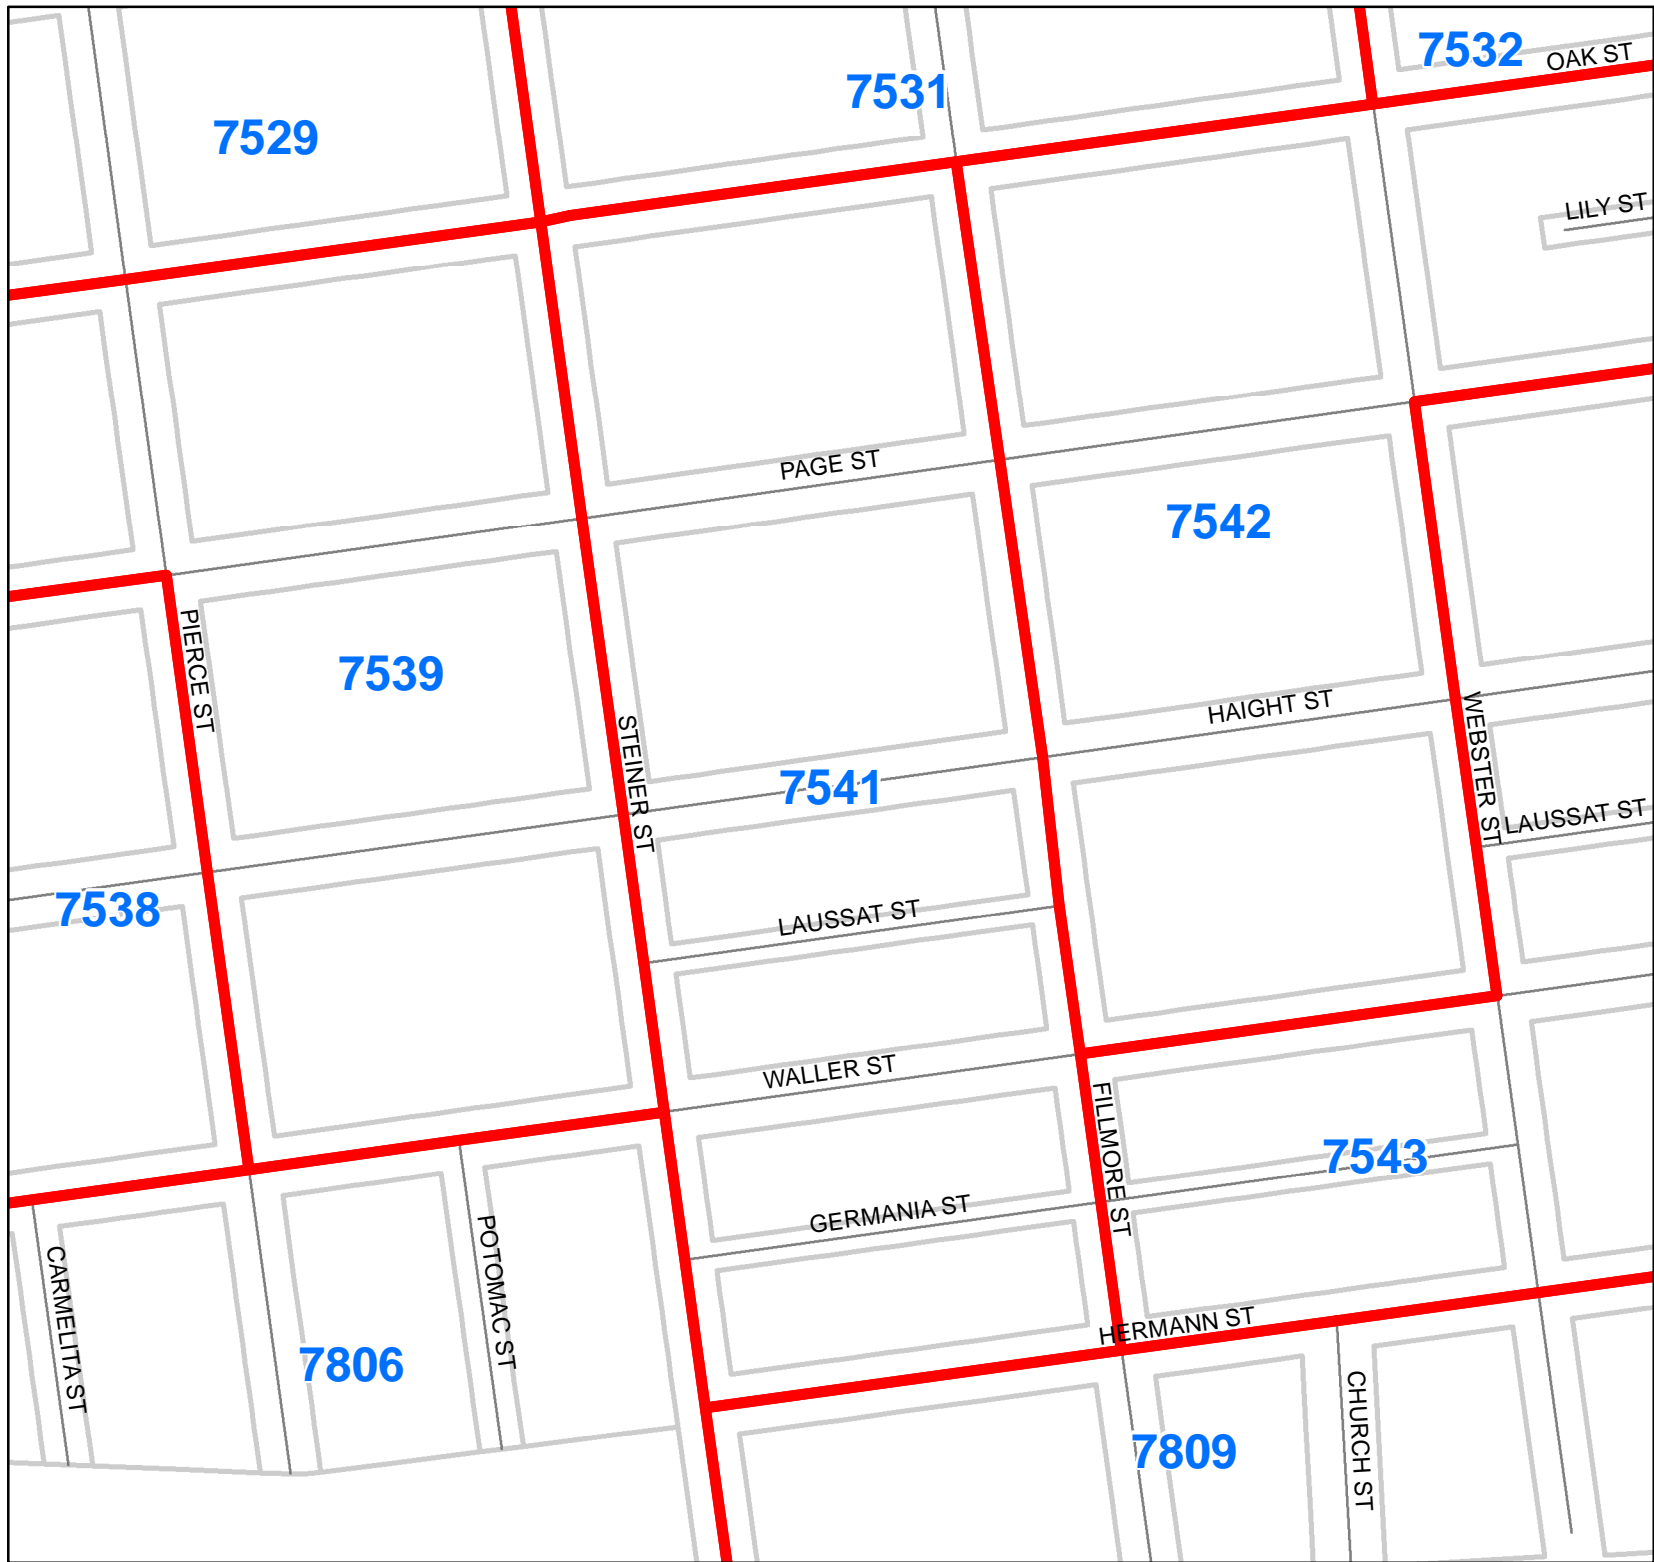 7532
OAK ST
7531
7529
LILY ST
PAGE ST
7542
PIERCE ST
7539
HAIGHT ST
WEBSTER ST
STEINER ST
7541
LAUSSAT ST
7538
LAUSSAT ST
WALLER ST
FILLMORE ST
7543
GERMANIA ST
POTOMAC ST
CARMELITA ST
HERMANN ST
7806
CHURCH ST
7809